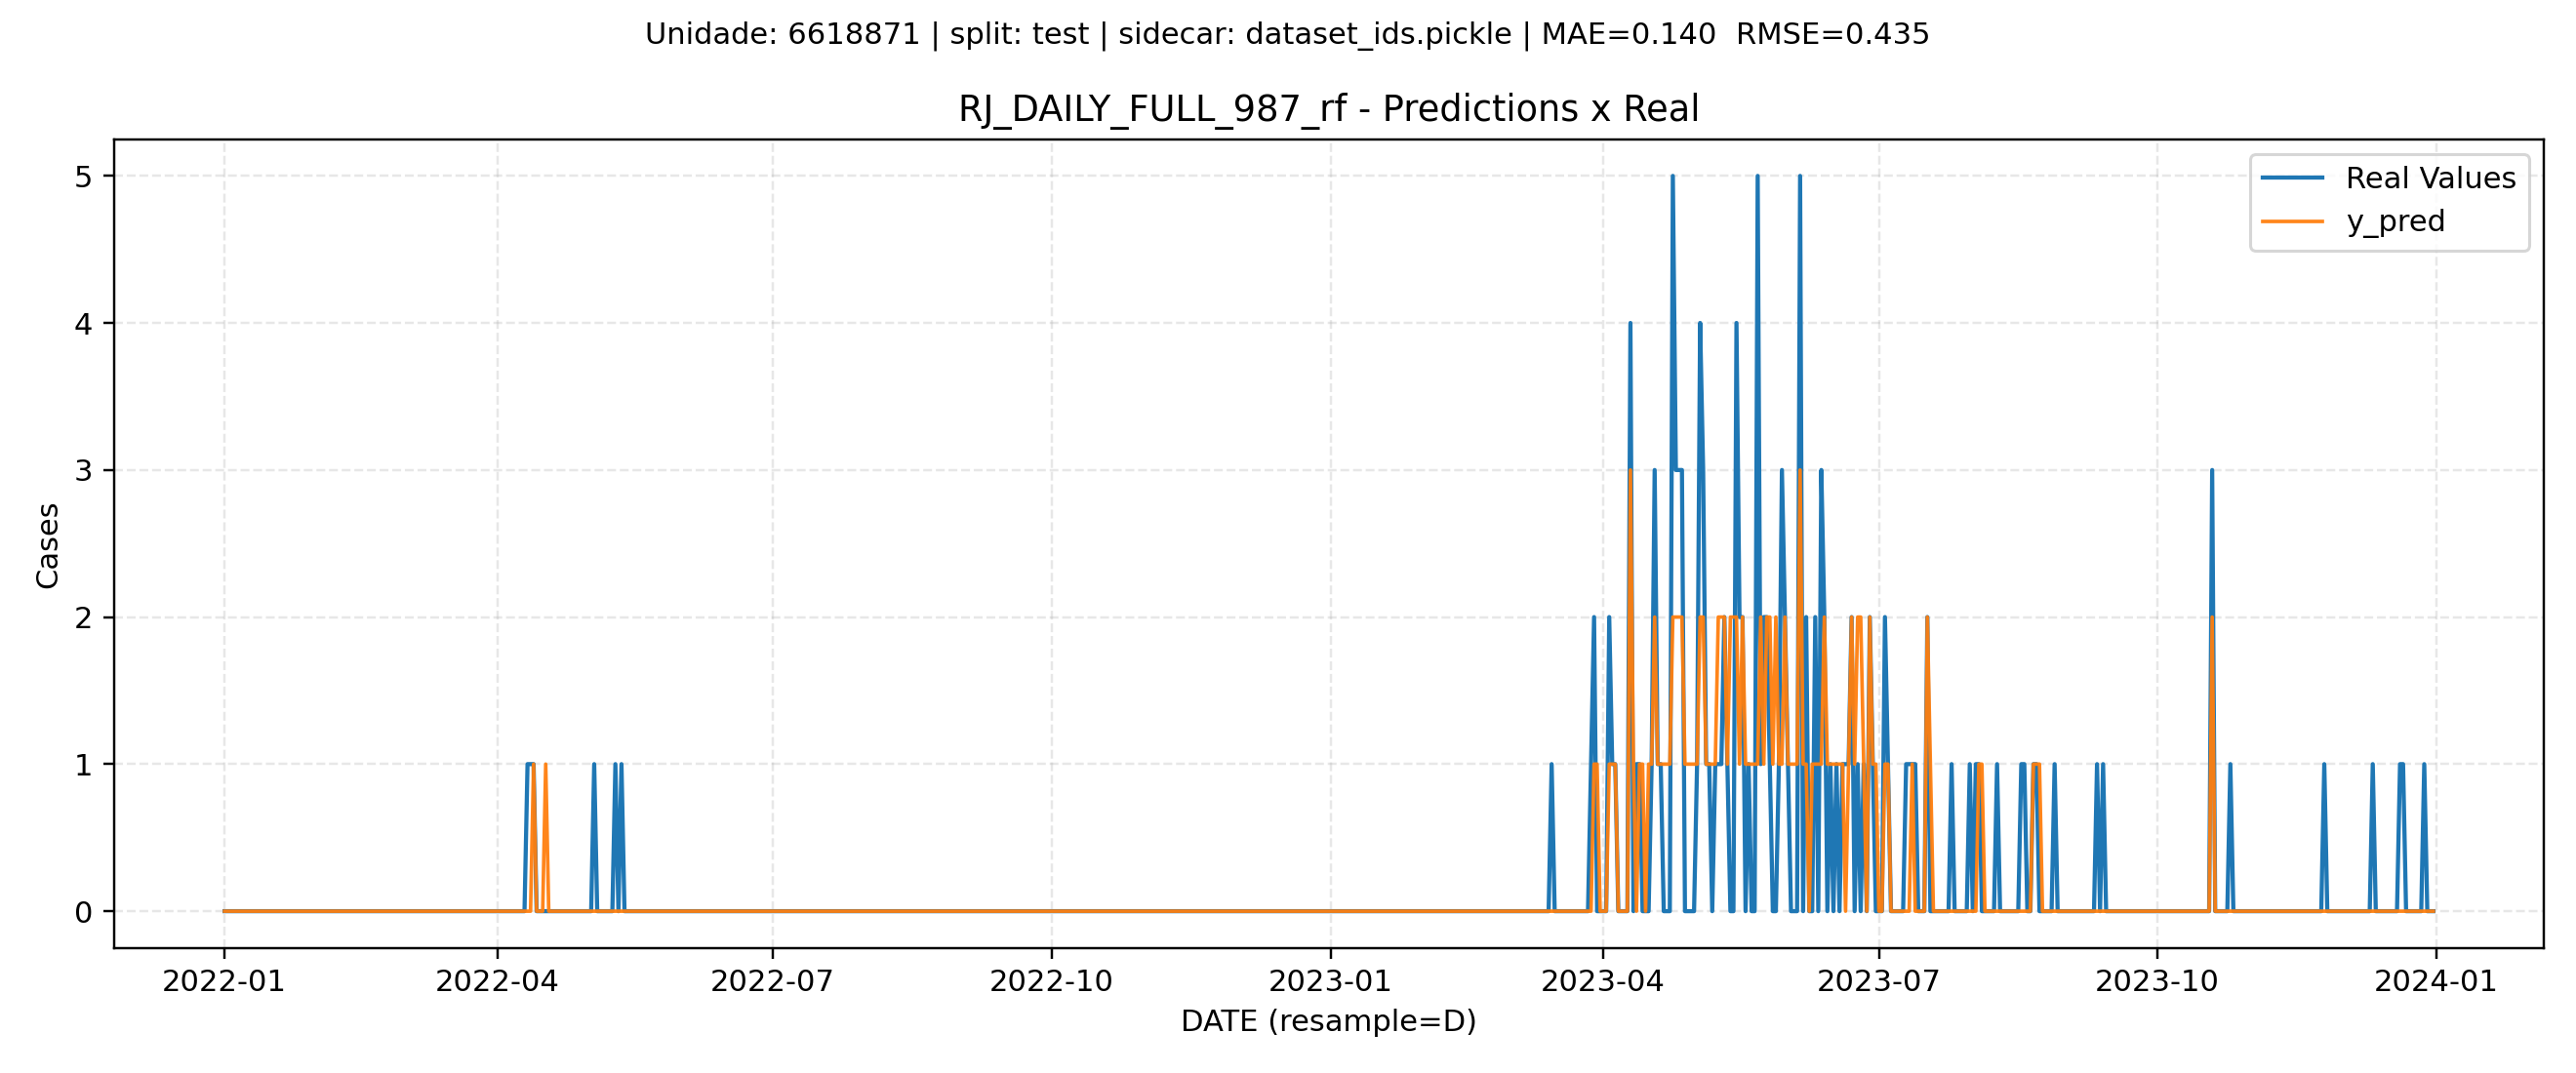 Unidade: 6618871 | split: test | sidecar: dataset_ids.pickle | MAE=0.140  RMSE=0.435
RJ_DAILY_FULL_987_rf - Predictions x Real
Real Values
y_pred
5
4
3
2
1
0
Cases
2022-01
2022-04
2022-07
2022-10
2023-01
2023-04
2023-07
2023-10
2024-01
DATE (resample=D)